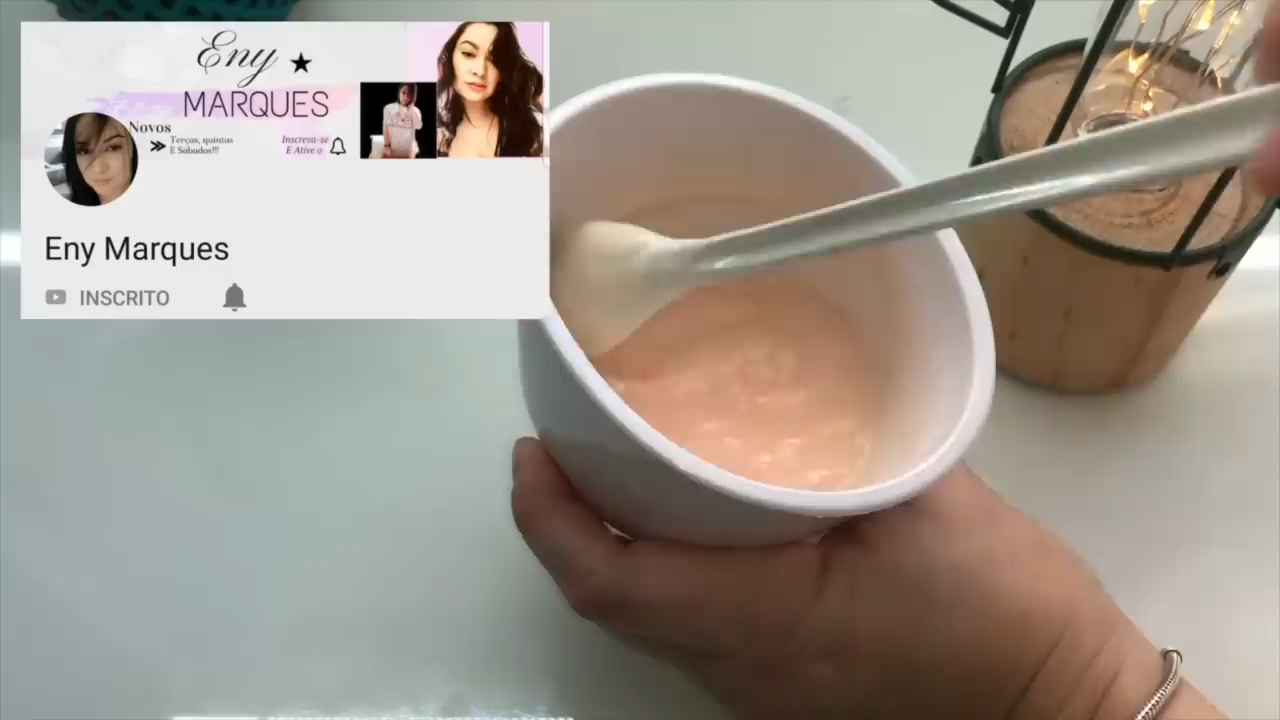 Eny
MARQUES
Novos
Terças, quintas
E Sábados!!!
Inscreva-se
E Ative o
Eny Marques
INSCRITO